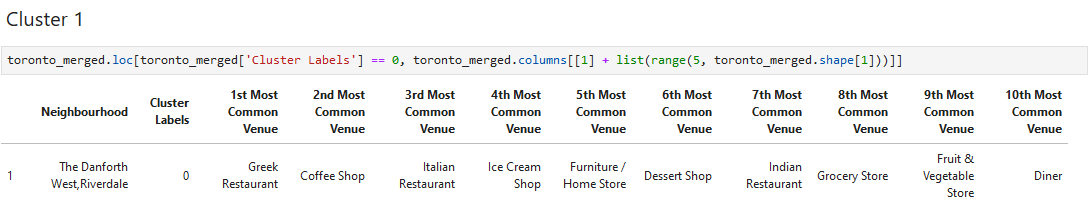 Cluster 1
toronto_merged.loc[toronto_merged['Cluster Labels'] == 0, toronto_merged.columns[[1] + list(range(5, toronto_merged.shape[1]))]]
Neighbourhood Cluster Labels 1st Most Common Venue 2nd Most Common Venue 3rd Most Common Venue 4th Most Common Venue 5th Most Common Venue 6th Most Common Venue 7th Most Common Venue 8th Most Common Venue 9th Most Common Venue 10th Most Common Venue
1 The Danforth West,Riverdale 0 Greek Restaurant Coffee Shop Italian Restaurant Ice Cream Shop Furniture / Home Store Dessert Shop Indian Restaurant Grocery Store Fruit & Vegetable Store Diner